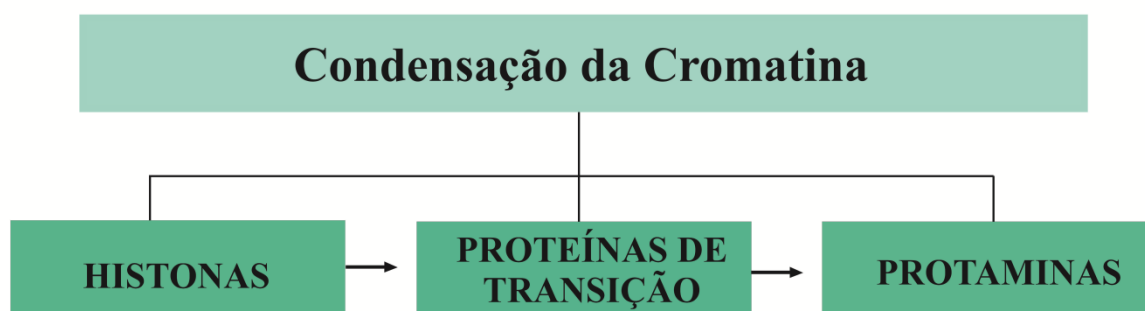 Condensação da Cromatina
HISTONAS
PROTEÍNAS DE
TRANSIÇÃO
PROTAMINAS